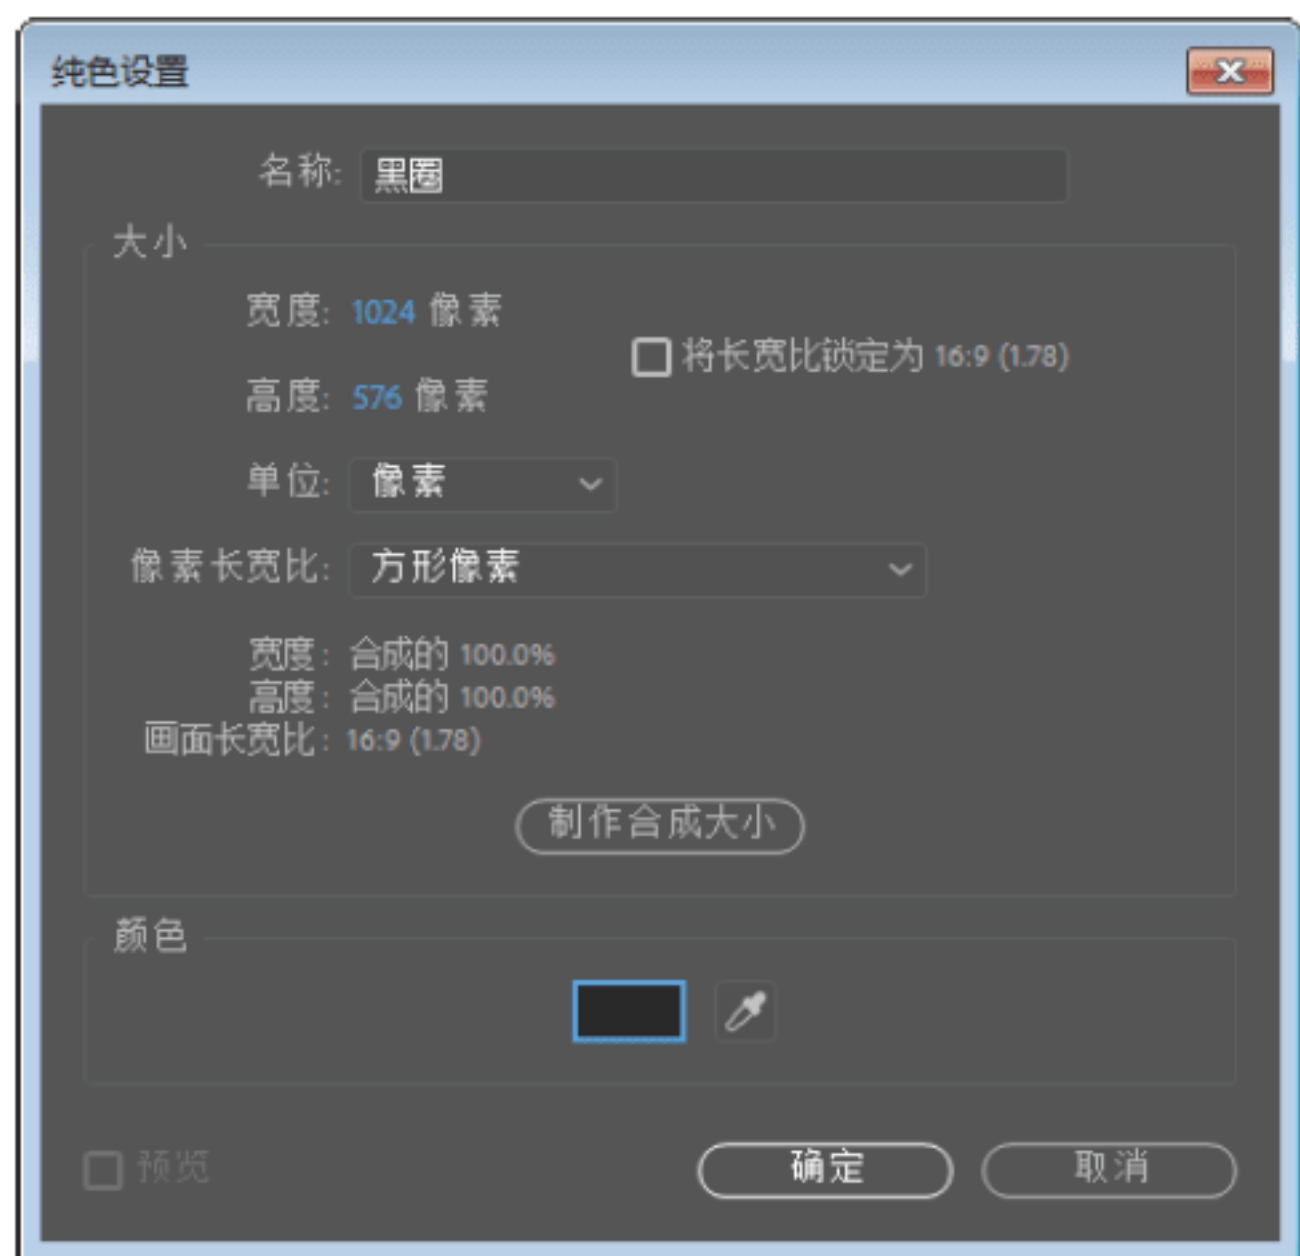 纯色设置
名称: 黑圈
大小
宽度: 1024 像素
将长宽比锁定为 16:9 (1.78)
高度: 576 像素
单位: 像素
像素长宽比: 方形像素
宽度: 合成的 100.0%
高度: 合成的 100.0%
画面长宽比: 16:9 (1.78)
制作合成大小
颜色
预览
确定
取消